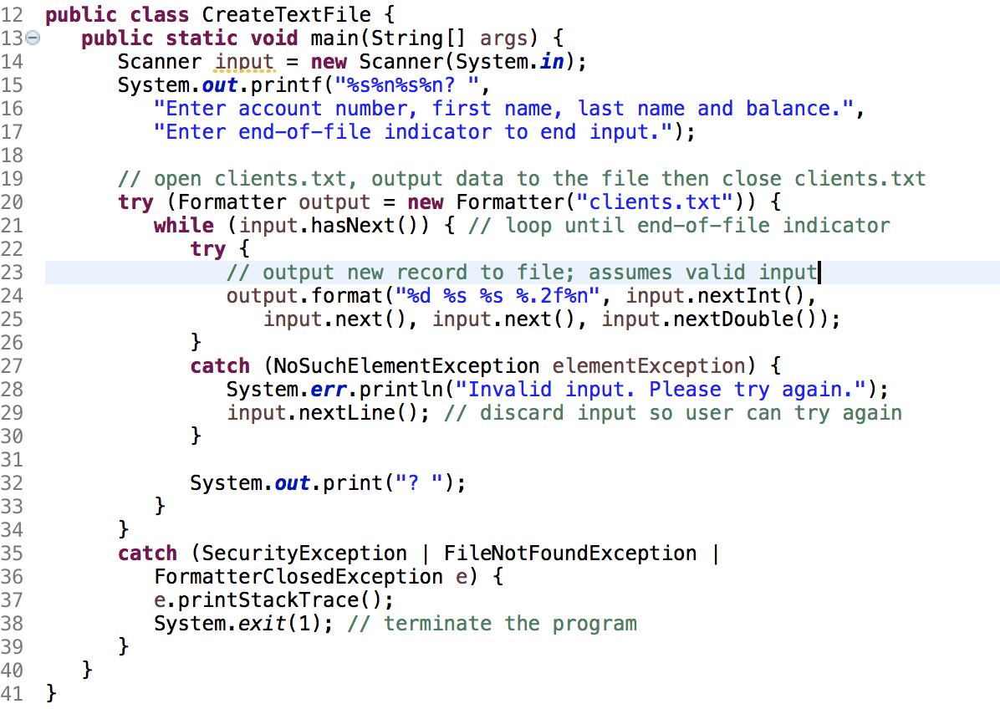 12 public class CreateTextFile {
13 public static void main(String[] args) {
14 Scanner input = new Scanner(System.in);
15 System.out.printf("%s%n%s%n? ",
16 "Enter account number, first name, last name and balance.",
17 "Enter end-of-file indicator to end input.");
18
19 // open clients.txt, output data to the file then close clients.txt
20 try (Formatter output = new Formatter("clients.txt")) {
21 while (input.hasNext()) { // loop until end-of-file indicator
22 try {
23 // output new record to file; assumes valid input
24 output.format("%d %s %s %.2f%n", input.nextInt(),
25 input.next(), input.next(), input.nextDouble());
26 }
27 catch (NoSuchElementException elementException) {
28 System.err.println("Invalid input. Please try again.");
29 input.nextLine(); // discard input so user can try again
30 }
31
32 System.out.print("? ");
33 }
34 }
35 catch (SecurityException | FileNotFoundException |
36 FormatterClosedException e) {
37 e.printStackTrace();
38 System.exit(1); // terminate the program
39 }
40 }
41 }